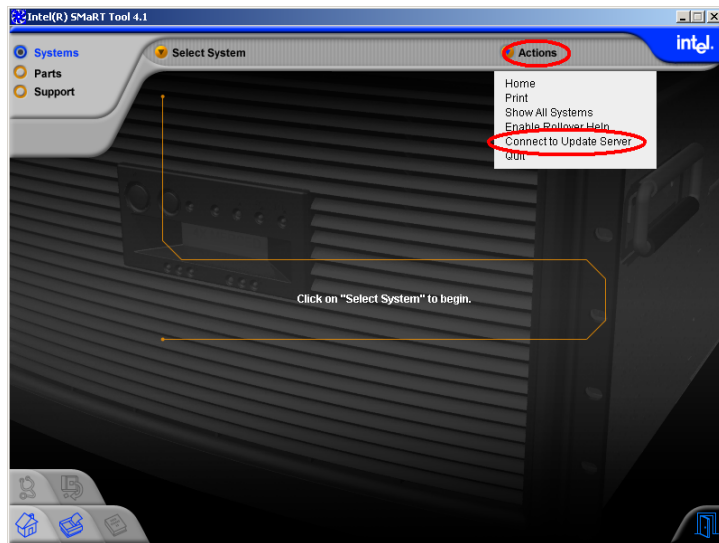 Intel(R) SMaRT Tool 4.1
Systems
Parts
Support
Select System
Actions
intel.
Home
Print
Show All Systems
Enable Rollover Help
Connect to Update Server
Quit
Click on "Select System" to begin.